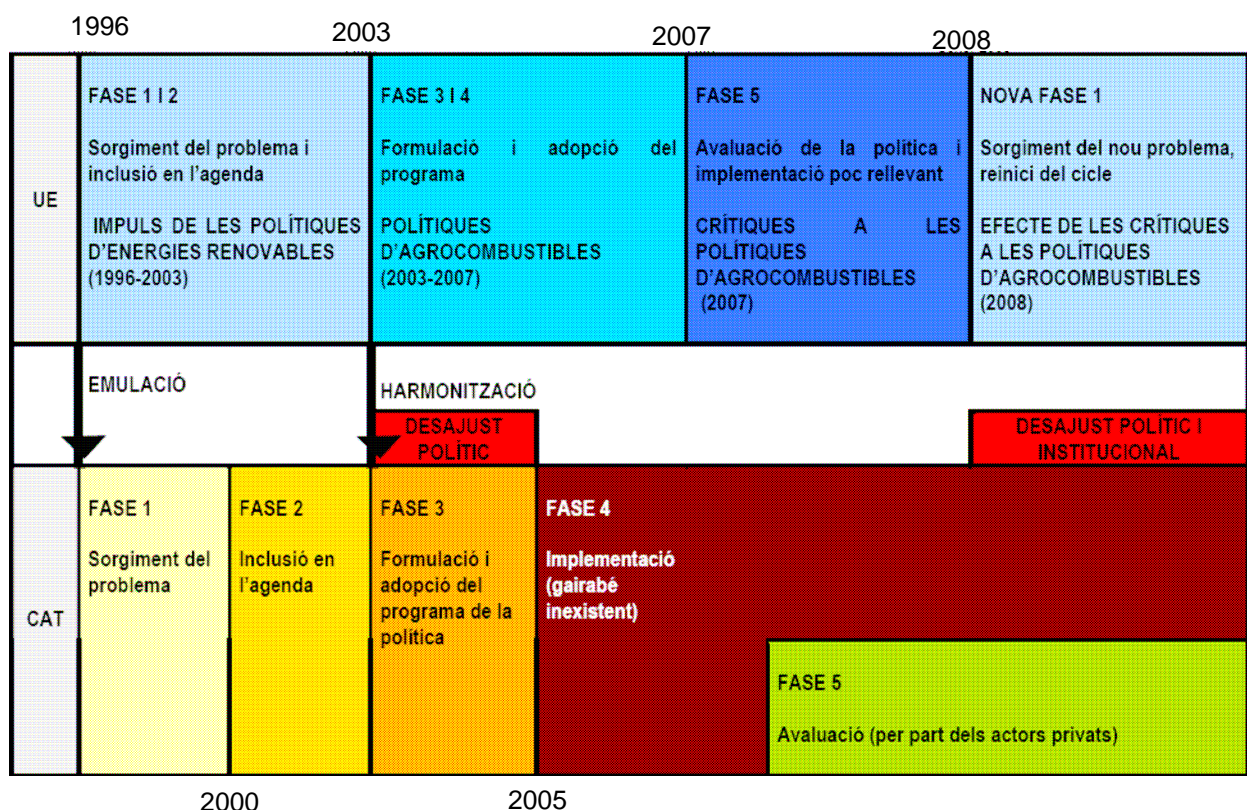 1996
2003
2007
2008
UE
FASE 1 I 2
Sorgiment del problema i
inclusió en l'agenda
IMPULS DE LES POLÍTIQUES
D'ENERGIES RENOVABLES
(1996-2003)
FASE 3 I 4
Formulació i adopció del
programa
POLÍTIQUES
D'AGROCOMBUSTIBLES
(2003-2007)
FASE 5
Avaluació de la política i
implementació poc rellevant
CRÍTIQUES A LES
POLÍTIQUES
D'AGROCOMBUSTIBLES
(2007)
NOVA FASE 1
Sorgiment del nou problema,
reinici del cicle
EFECTE DE LES CRÍTIQUES
A LES POLÍTIQUES
D'AGROCOMBUSTIBLES
(2008)
EMULACIÓ
HARMONITZACIÓ
DESAJUST
POLÍTIC
DESAJUST POLÍTIC I
INSTITUCIONAL
CAT
FASE 1
Sorgiment del
problema
FASE 2
Inclusió en
l'agenda
FASE 3
Formulació i
adopció del
programa de la
política
FASE 4
Implementació
(gairabé
inexistent)
FASE 5
Avaluació (per part dels actors privats)
2000
2005